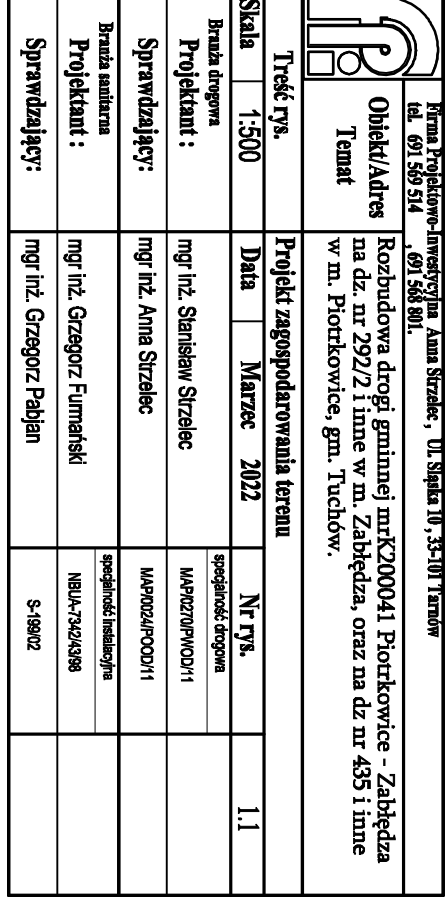 Firma Projektowo-Inwestycyjna Anna Strzelec , Ul. Śląska 10 , 33-101 Tarnów
tel. 691 569 514 , 691 568 801.
Obiekt/Adres
Temat
Rozbudowa drogi gminnej mrK200041 Piotrkowice - Zabłędza
na dz. nr 292/2 i inne w m. Zabłędza, oraz na dz nr 435 i inne
w m. Piotrkowice, gm. Tuchów.
Treść rys. Projekt zagospodarowania terenu
Skala 1:500 Data Marzec 2022 Nr rys. 1.1
Branża drogowa
Projektant : mgr inż. Stanisław Strzelec
specjalność drogowa
MAP/0270/PWOD/11
Sprawdzający: mgr inż. Anna Strzelec MAP/0024/POOD/11
Branża sanitarna
Projektant : mgr inż. Grzegorz Furmański
specjalność instalacyjna
NBUA-7342/43/98
Sprawdzający: mgr inż. Grzegorz Pabjan S-199/02